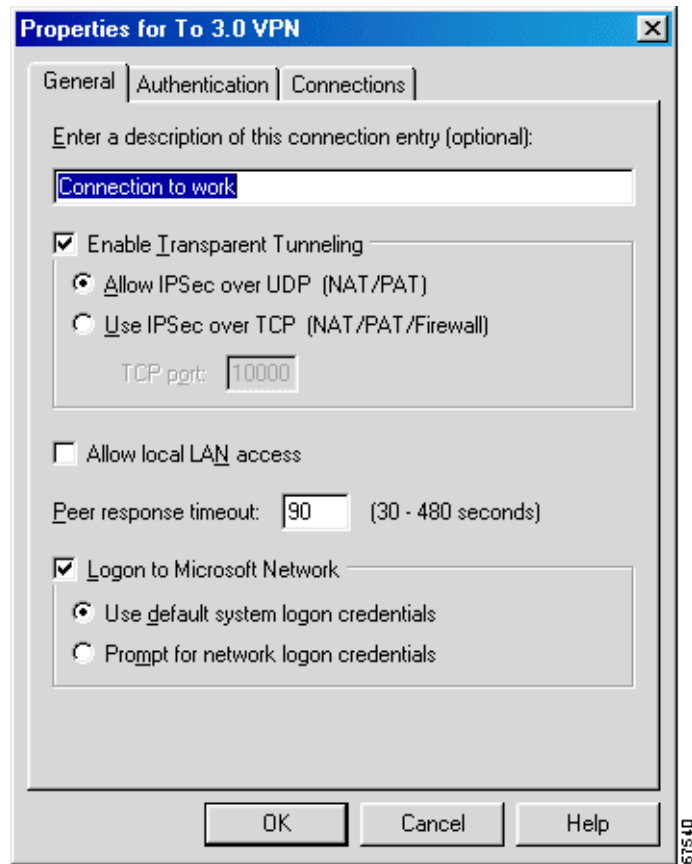 Properties for To 3.0 VPN
General Authentication Connections
Enter a description of this connection entry (optional):
Connection to work
Enable Transparent Tunneling
Allow IPSec over UDP (NAT/PAT)
Use IPSec over TCP (NAT/PAT/Firewall)
TCP port: 10000
Allow local LAN access
Peer response timeout: 90 (30 - 480 seconds)
Logon to Microsoft Network
Use default system logon credentials
Prompt for network logon credentials
OK Cancel Help